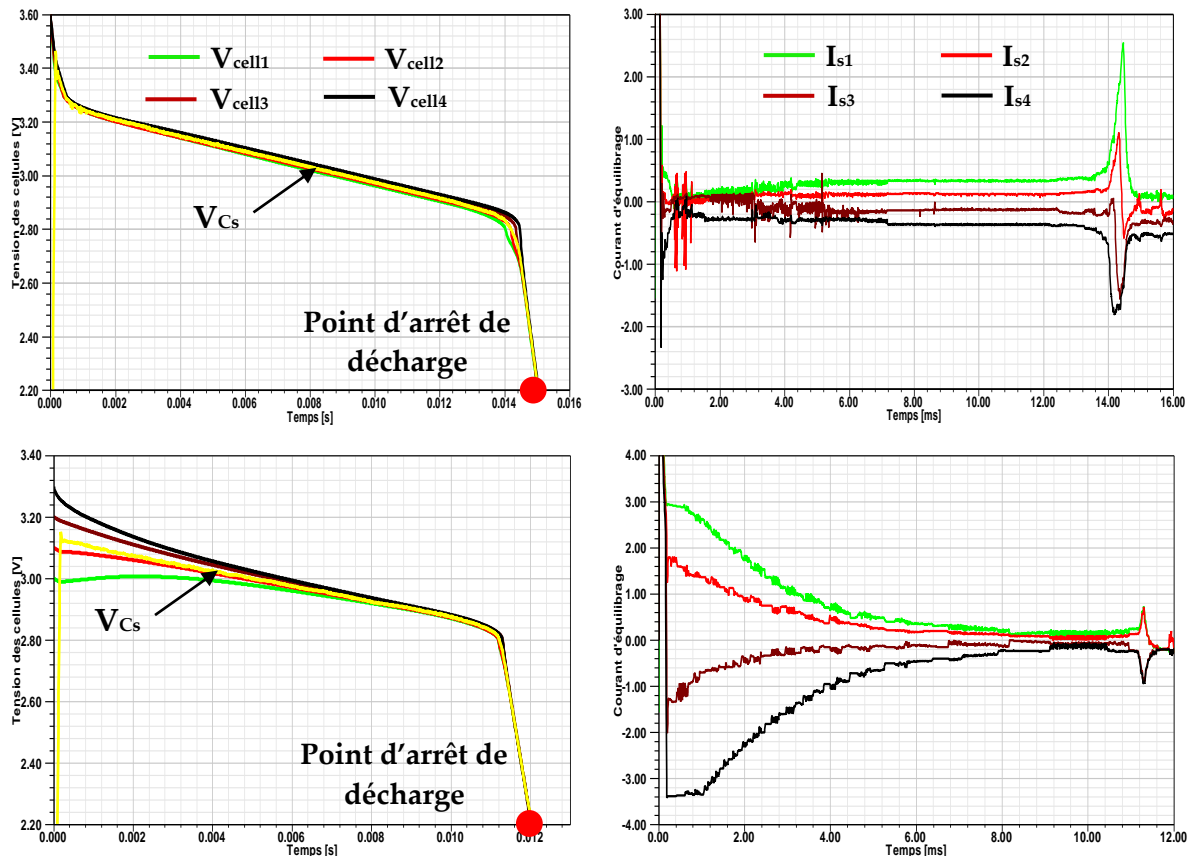 3.60
3.40
3.20
3.00
2.80
2.60
2.40
2.20
Tension des cellules [V]
Vcell1
Vcell2
Vcell3
Vcell4
VCs
Point d'arrêt de
décharge
0.000 0.002 0.004 0.006 0.008 0.010 0.012 0.014 0.016
Temps [s]
3.00
2.00
1.00
0.00
-1.00
-2.00
-3.00
Courant d'équilibrage
Is1
Is2
Is3
Is4
0.00 2.00 4.00 6.00 8.00 10.00 12.00 14.00 16.00
Temps [ms]
3.40
3.20
3.00
2.80
2.60
2.40
2.20
Tension des cellules [V]
VCs
Point d'arrêt de
décharge
0.000 0.002 0.004 0.006 0.008 0.010 0.012
Temps [s]
4.00
3.00
2.00
1.00
0.00
-1.00
-2.00
-3.00
-4.00
Courant d'équilibrage
0.00 2.00 4.00 6.00 8.00 10.00 12.00
Temps [ms]